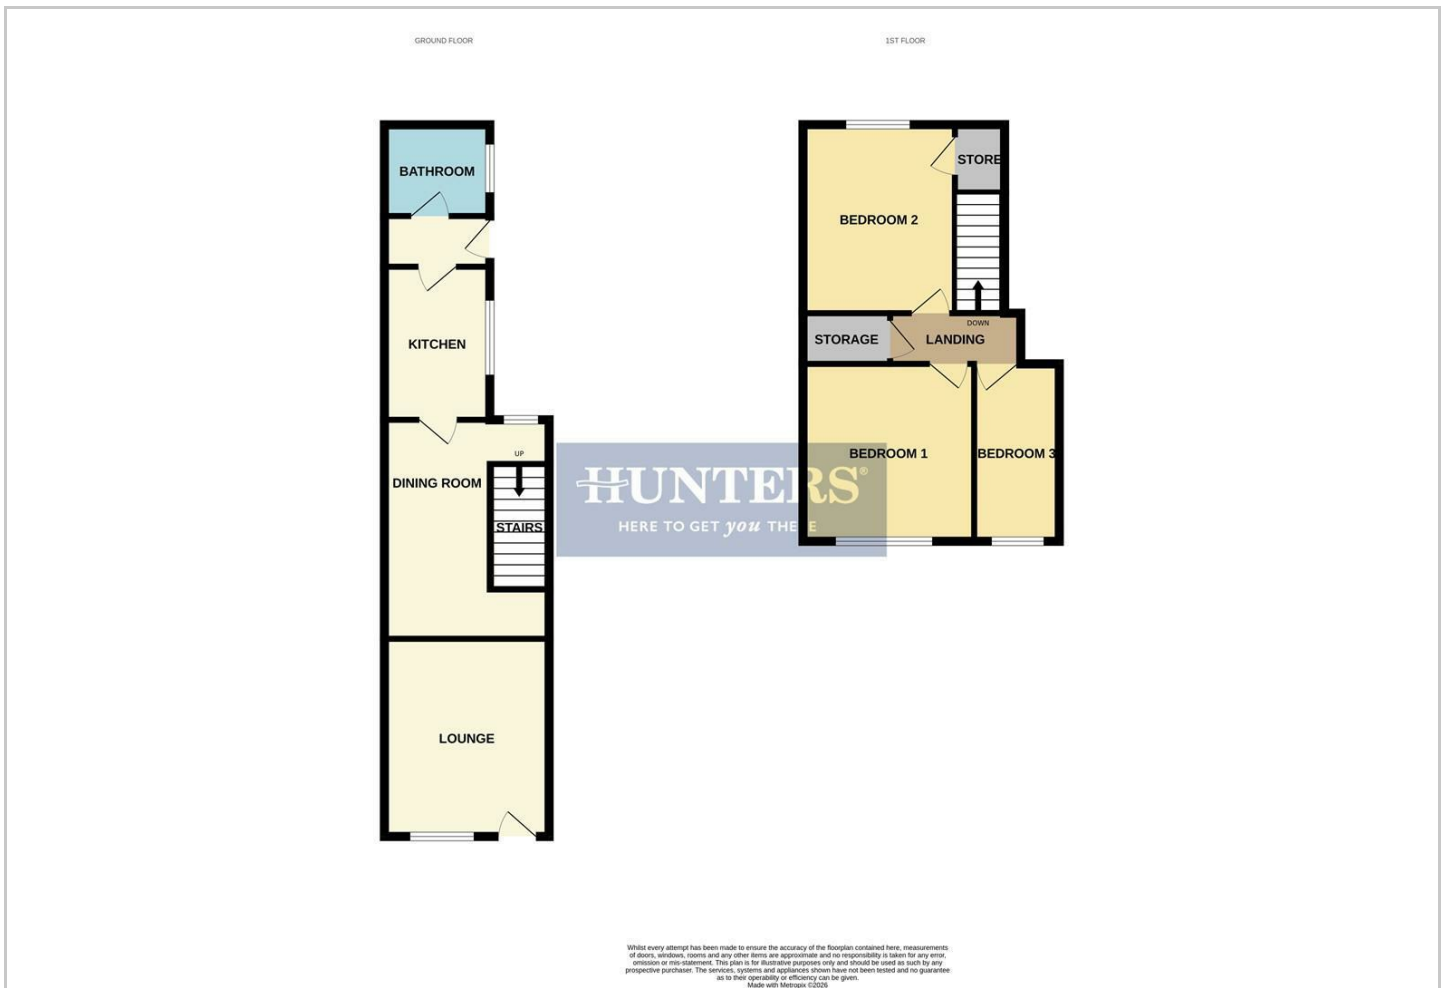 GROUND FLOOR
BATHROOM
KITCHEN
UP
DINING ROOM
STAIRS
LOUNGE
1ST FLOOR
STORE
BEDROOM 2
DOWN
STORAGE
LANDING
BEDROOM 1
BEDROOM 3
HUNTERS®
HERE TO GET you THERE
Whilst every attempt has been made to ensure the accuracy of the floorplan contained here, measurements
of doors, windows, rooms and any other items are approximate and no responsibility is taken for any error,
omission or mis-statement. This plan is for illustrative purposes only and should be used as such by any
prospective purchaser. The services, systems and appliances shown have not been tested and no guarantee
as to their operability or efficiency can be given.
Made with Metropix ©2026